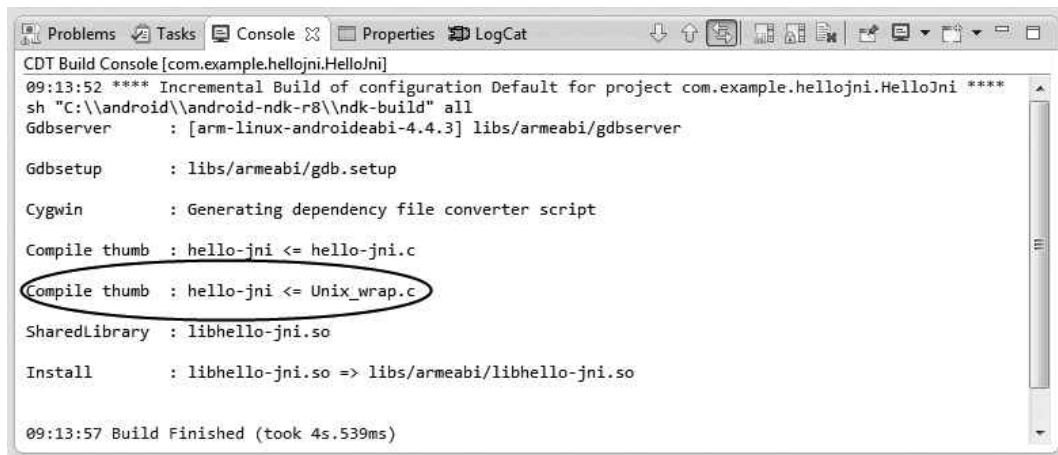 Problems Tasks Console Properties LogCat
CDT Build Console [com.example.hellojni.HelloJni]
09:13:52 **** Incremental Build of configuration Default for project com.example.hellojni.HelloJni ****
sh "C:\\android\\android-ndk-r8\\ndk-build" all
Gdbserver : [arm-linux-androideabi-4.4.3] libs/armeabi/gdbserver
Gdbsetup : libs/armeabi/gdb.setup
Cygwin : Generating dependency file converter script
Compile thumb : hello-jni <= hello-jni.c
Compile thumb : hello-jni <= Unix_wrap.c
SharedLibrary : libhello-jni.so
Install : libhello-jni.so => libs/armeabi/libhello-jni.so
09:13:57 Build Finished (took 4s.539ms)